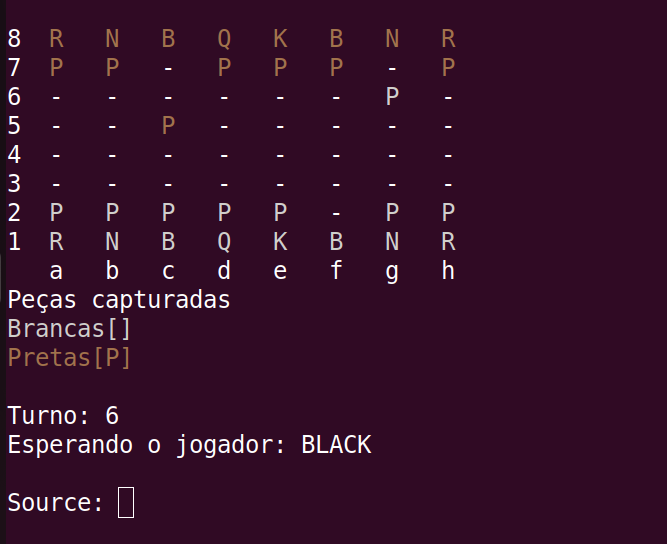 8 R N B Q K B N R
7 P P - P P P - P
6 - - - - - - P -
5 - - P - - - - -
4 - - - - - - - -
3 - - - - - - - -
2 P P P P P - P P
1 R N B Q K B N R
a b c d e f g h
Peças capturadas
Brancas[]
Pretas[P]
Turno: 6
Esperando o jogador: BLACK
Source: